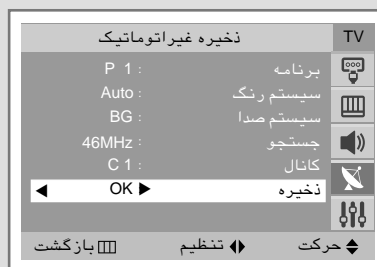 ذخیره غیراتوماتیک TV
برنامه : P 1
سیستم رنگ : Auto
سیستم صدا : BG
جستجو : 46MHz
کانال : C 1
ذخیره OK
حرکت تنظیم بازگشت